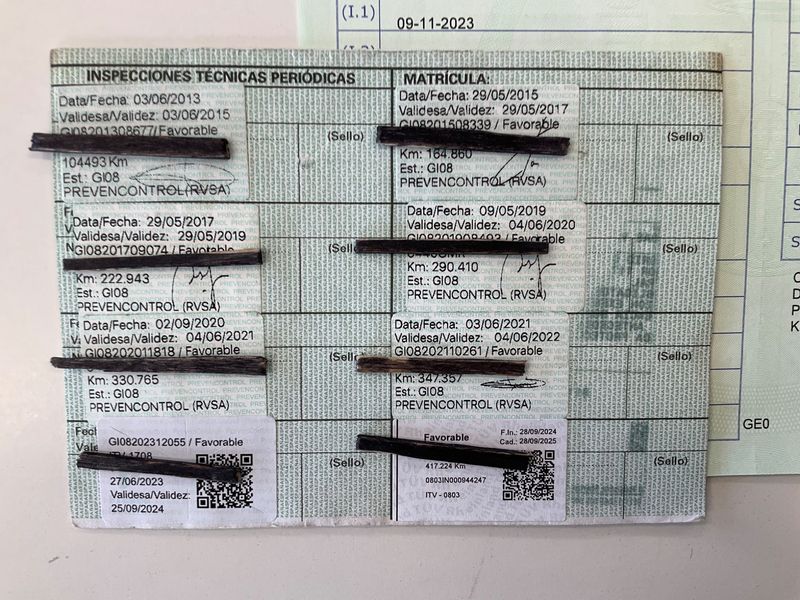 (I.1)
09-11-2023
INSPECCIONES TÉCNICAS PERIÓDICAS
MATRÍCULA:
Data/Fecha: 03/06/2013
Validesa/Validez: 03/06/2015
GI08201308677/ Favorable
(Sello)
104493 Km
Est.: GI08
PREVENCONTROL (RVSA)
Data/Fecha: 29/05/2015
Validesa/Validez: 29/05/2017
GI08201508339 / Favorable
(Sello)
Km: 164.860
Est.: GI08
PREVENCONTROL (RVSA)
Data/Fecha: 29/05/2017
Validesa/Validez: 29/05/2019
GI08201709074 / Favorable
(Sello)
Km: 222.943
Est.: GI08
PREVENCONTROL (RVSA)
Data/Fecha: 09/05/2019
Validesa/Validez: 04/06/2020
GI08201908493 / Favorable
(Sello)
Km: 290.410
Est.: GI08
PREVENCONTROL (RVSA)
Data/Fecha: 02/09/2020
Validesa/Validez: 04/06/2021
GI08202011818 / Favorable
(Sello)
Km: 330.765
Est.: GI08
PREVENCONTROL (RVSA)
Data/Fecha: 03/06/2021
Validesa/Validez: 04/06/2022
GI08202110261 / Favorable
(Sello)
Km: 347.357
Est.: GI08
PREVENCONTROL (RVSA)
GI08202312055 / Favorable
ITV 1708
(Sello)
27/06/2023
Validesa/Validez:
25/09/2024
Favorable
F.In.: 28/09/2024
Cad.: 28/09/2025
(Sello)
417.224 Km
0803IN000944247
ITV - 0803
GE0